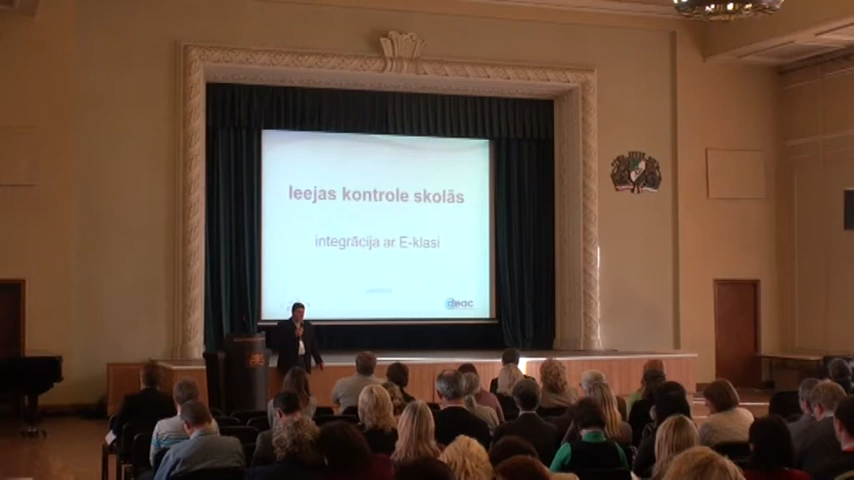 Ieejas kontrole skolās
integrācija ar E-klasi
deac